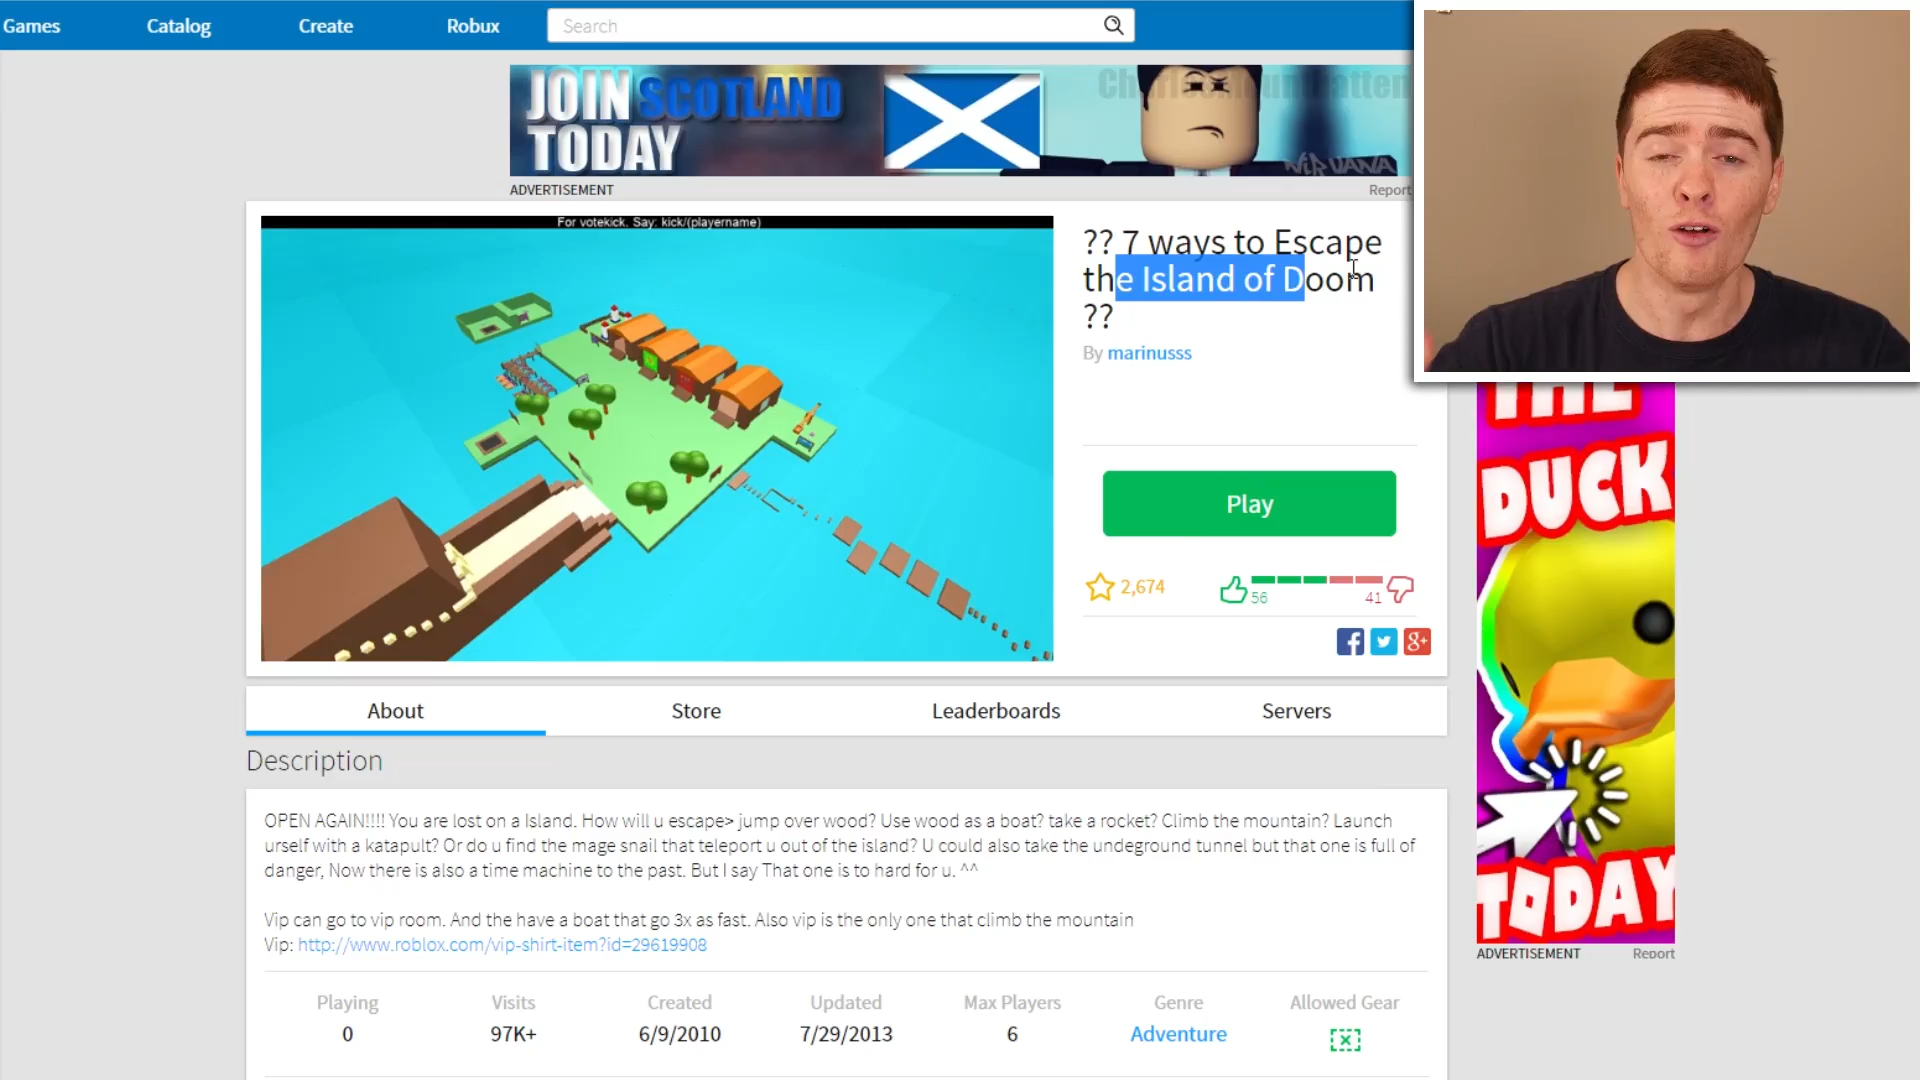 Games Catalog Create Robux Search
JOIN SCOTLAND
TODAY
NIRVANA
ADVERTISEMENT Report
For votekick. Say: kick/(playername)
?? 7 ways to Escape
the Island of Doom
??
By marinusss
Play
2,674 56 41
THE
DUCK
TODAY
ADVERTISEMENT Report
About Store Leaderboards Servers
Description
OPEN AGAIN!!!! You are lost on a Island. How will u escape> jump over wood? Use wood as a boat? take a rocket? Climb the mountain? Launch
urself with a katapult? Or do u find the mage snail that teleport u out of the island? U could also take the undeground tunnel but that one is full of
danger, Now there is also a time machine to the past. But I say That one is to hard for u. ^^
Vip can go to vip room. And the have a boat that go 3x as fast. Also vip is the only one that climb the mountain
Vip: http://www.roblox.com/vip-shirt-item?id=29619908
Playing Visits Created Updated Max Players Genre Allowed Gear
0 97K+ 6/9/2010 7/29/2013 6 Adventure